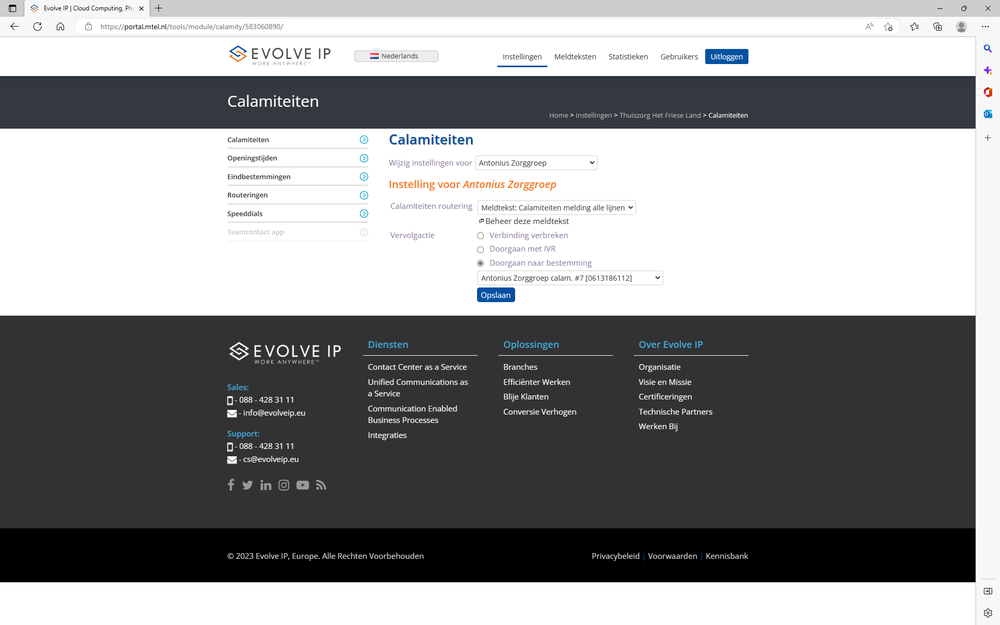 Evolve IP | Cloud Computing, Pho
https://portal.mtel.nl/tools/module/calamity/583060890/
EVOLVE IP
WORK ANYWHERE™
Nederlands
Instellingen
Meldteksten
Statistieken
Gebruikers
Uitloggen
Calamiteiten
Home > Instellingen > Thuiszorg Het Friese Land > Calamiteiten
Calamiteiten
Openingstijden
Eindbestemmingen
Routeringen
Speeddials
Teamcontact app
Calamiteiten
Wijzig instellingen voor Antonius Zorggroep
Instelling voor Antonius Zorggroep
Calamiteiten routering Meldtekst: Calamiteiten melding alle lijnen
Beheer deze meldtekst
Vervolgactie Verbinding verbreken
Doorgaan met IVR
Doorgaan naar bestemming
Antonius Zorggroep calam. #7 [0613186112]
Opslaan
EVOLVE IP
WORK ANYWHERE™
Sales:
- 088 - 428 31 11
- info@evolveip.eu
Support:
- 088 - 428 31 11
- cs@evolveip.eu
Diensten
Contact Center as a Service
Unified Communications as
a Service
Communication Enabled
Business Processes
Integraties
Oplossingen
Branches
Efficiënter Werken
Blije Klanten
Conversie Verhogen
Over Evolve IP
Organisatie
Visie en Missie
Certificeringen
Technische Partners
Werken Bij
© 2023 Evolve IP, Europe. Alle Rechten Voorbehouden
Privacybeleid | Voorwaarden | Kennisbank